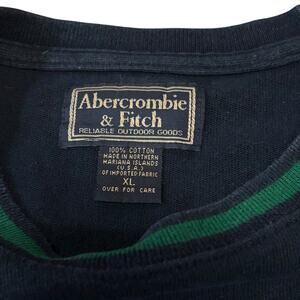 Abercrombie
& Fitch
RELIABLE OUTDOOR GOODS
100% COTTON
MADE IN NORTHERN
MARIANA ISLANDS
(U.S.A.)
OF IMPORTED FABRIC
XL
OVER FOR CARE